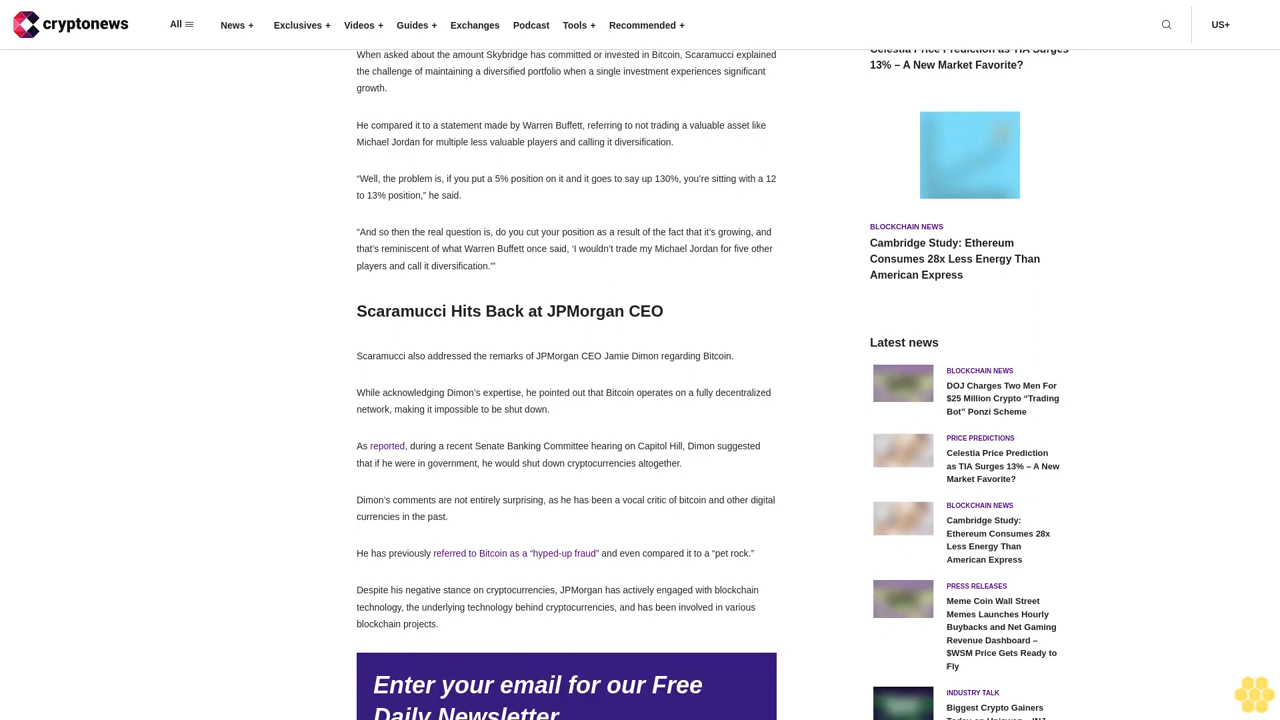 cryptonews
All
News +
Exclusives +
Videos +
Guides +
Exchanges
Podcast
Tools +
Recommended +
US+
When asked about the amount Skybridge has committed or invested in Bitcoin, Scaramucci explained
the challenge of maintaining a diversified portfolio when a single investment experiences significant
growth.
He compared it to a statement made by Warren Buffett, referring to not trading a valuable asset like
Michael Jordan for multiple less valuable players and calling it diversification.
“Well, the problem is, if you put a 5% position on it and it goes to say up 130%, you’re sitting with a 12
to 13% position,” he said.
“And so then the real question is, do you cut your position as a result of the fact that it’s growing, and
that’s reminiscent of what Warren Buffett once said, ‘I wouldn’t trade my Michael Jordan for five other
players and call it diversification.’”
Scaramucci Hits Back at JPMorgan CEO
Scaramucci also addressed the remarks of JPMorgan CEO Jamie Dimon regarding Bitcoin.
While acknowledging Dimon’s expertise, he pointed out that Bitcoin operates on a fully decentralized
network, making it impossible to be shut down.
As reported, during a recent Senate Banking Committee hearing on Capitol Hill, Dimon suggested
that if he were in government, he would shut down cryptocurrencies altogether.
Dimon’s comments are not entirely surprising, as he has been a vocal critic of bitcoin and other digital
currencies in the past.
He has previously referred to Bitcoin as a “hyped-up fraud” and even compared it to a “pet rock.”
Despite his negative stance on cryptocurrencies, JPMorgan has actively engaged with blockchain
technology, the underlying technology behind cryptocurrencies, and has been involved in various
blockchain projects.
Enter your email for our Free
Daily Newsletter
Celestia Price Prediction as TIA Surges
13% – A New Market Favorite?
BLOCKCHAIN NEWS
Cambridge Study: Ethereum
Consumes 28x Less Energy Than
American Express
Latest news
BLOCKCHAIN NEWS
DOJ Charges Two Men For
$25 Million Crypto “Trading
Bot” Ponzi Scheme
PRICE PREDICTIONS
Celestia Price Prediction
as TIA Surges 13% – A New
Market Favorite?
BLOCKCHAIN NEWS
Cambridge Study:
Ethereum Consumes 28x
Less Energy Than
American Express
PRESS RELEASES
Meme Coin Wall Street
Memes Launches Hourly
Buybacks and Net Gaming
Revenue Dashboard –
$WSM Price Gets Ready to
Fly
INDUSTRY TALK
Biggest Crypto Gainers
Today on Uniswap – INJ,